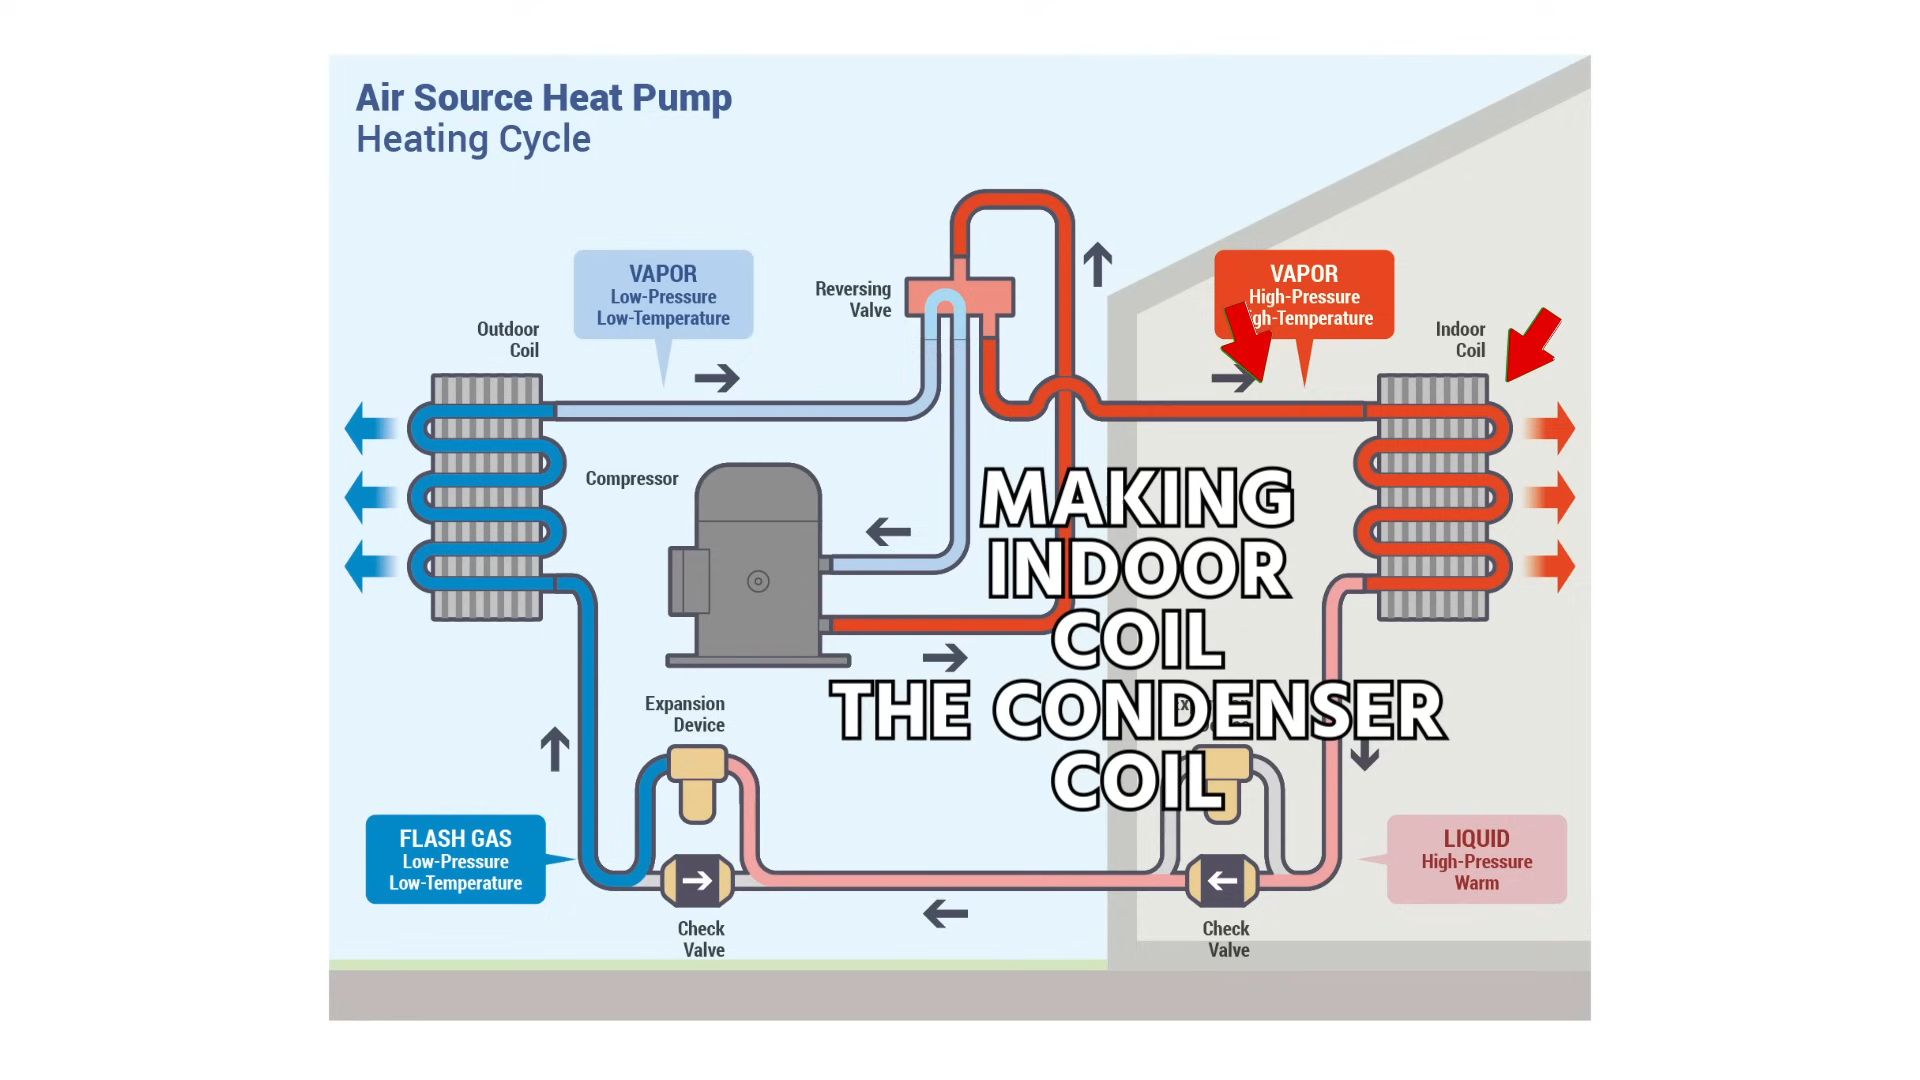 Air Source Heat Pump
Heating Cycle
VAPOR
Low-Pressure
Low-Temperature
Reversing
Valve
VAPOR
High-Pressure
Outdoor
Coil
Indoor
Coil
Compressor
MAKING
INDOOR
COIL
THE CONDENSER
COIL
Expansion
Device
FLASH GAS
Low-Pressure
Low-Temperature
LIQUID
High-Pressure
Warm
Check
Valve
Check
Valve